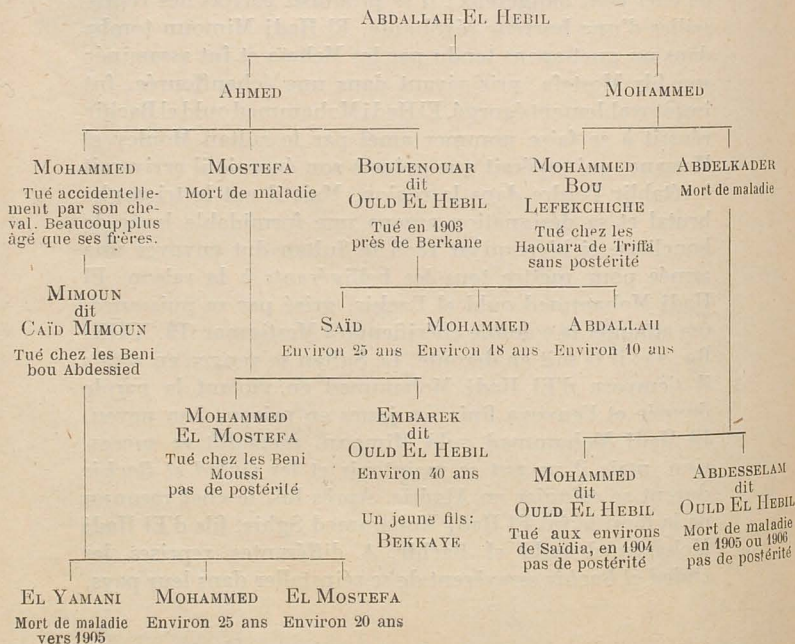 ABDALLAH EL HEBIL
AHMED
MOHAMMED
MOHAMMED
Tué accidentelle-
ment par son che-
val. Beaucoup plus
âgé que ses frères.
MOSTEFA
Mort de maladie
BOULENOUAR
dit
OULD EL HEBIL
Tué en 1903
près de Berkane
MOHAMMED
BOU
LEFEKCHICHE
Tué chez les
Haouara de Triffa
sans postérité
ABDELKADER
Mort de maladie
MIMOUN
dit
CAÏD MIMOUN
Tué chez les Beni
bou Abdessied
SAÏD
Environ 25 ans
MOHAMMED
Environ 18 ans
ABDALLAH
Environ 10 ans
MOHAMMED
EL MOSTEFA
Tué chez les Beni
Moussi
pas de postérité
EMBAREK
dit
OULD EL HEBIL
Environ 40 ans
Un jeune fils:
BEKKAYE
MOHAMMED
dit
OULD EL HEBIL
Tué aux environs
de Saïdia, en 1904
pas de postérité
ABDESSELAM
dit
OULD EL HEBIL
Mort de maladie
en 1905 ou 1906
pas de postérité
EL YAMANI
Mort de maladie
vers 1905
MOHAMMED
Environ 25 ans
EL MOSTEFA
Environ 20 ans